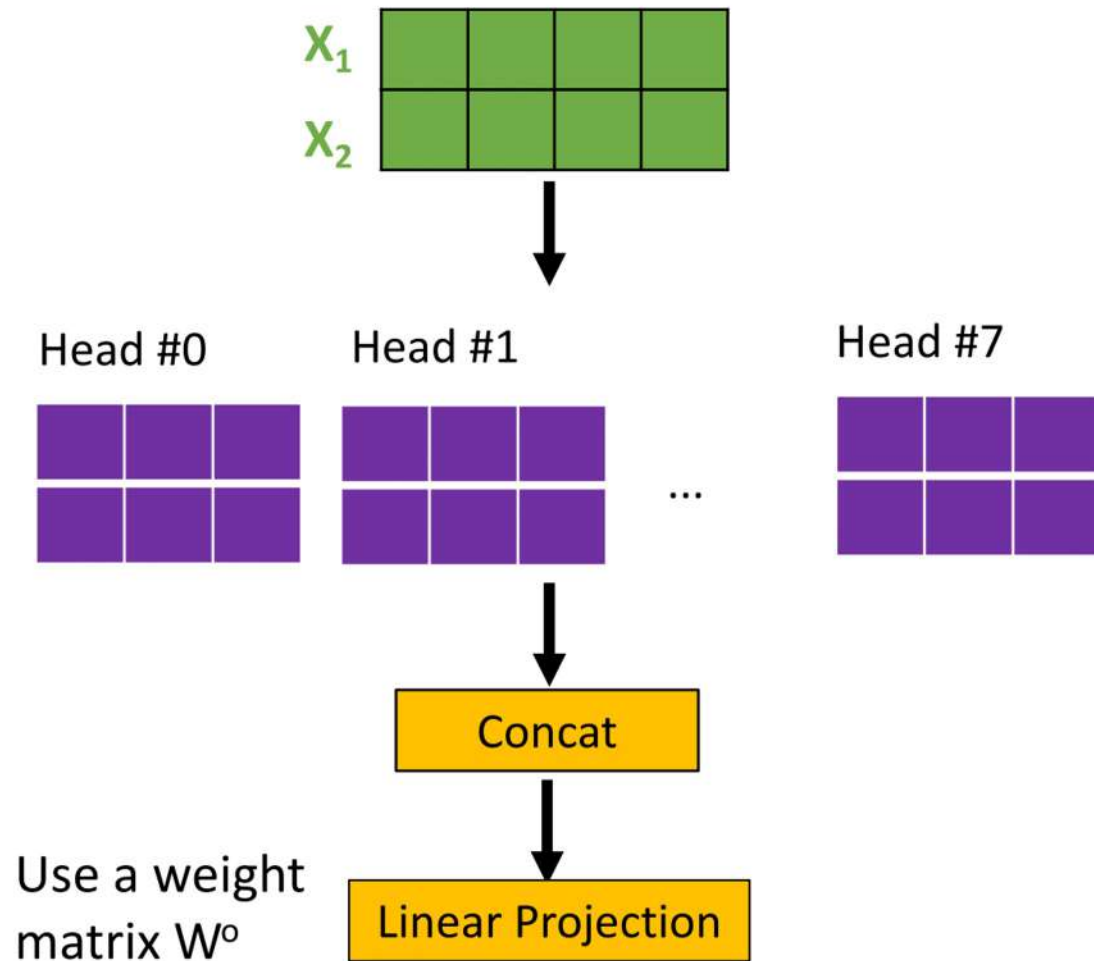 X₁
X₂
Head #0
Head #1
Head #7
...
Concat
Use a weight
matrix Wᵒ
Linear Projection